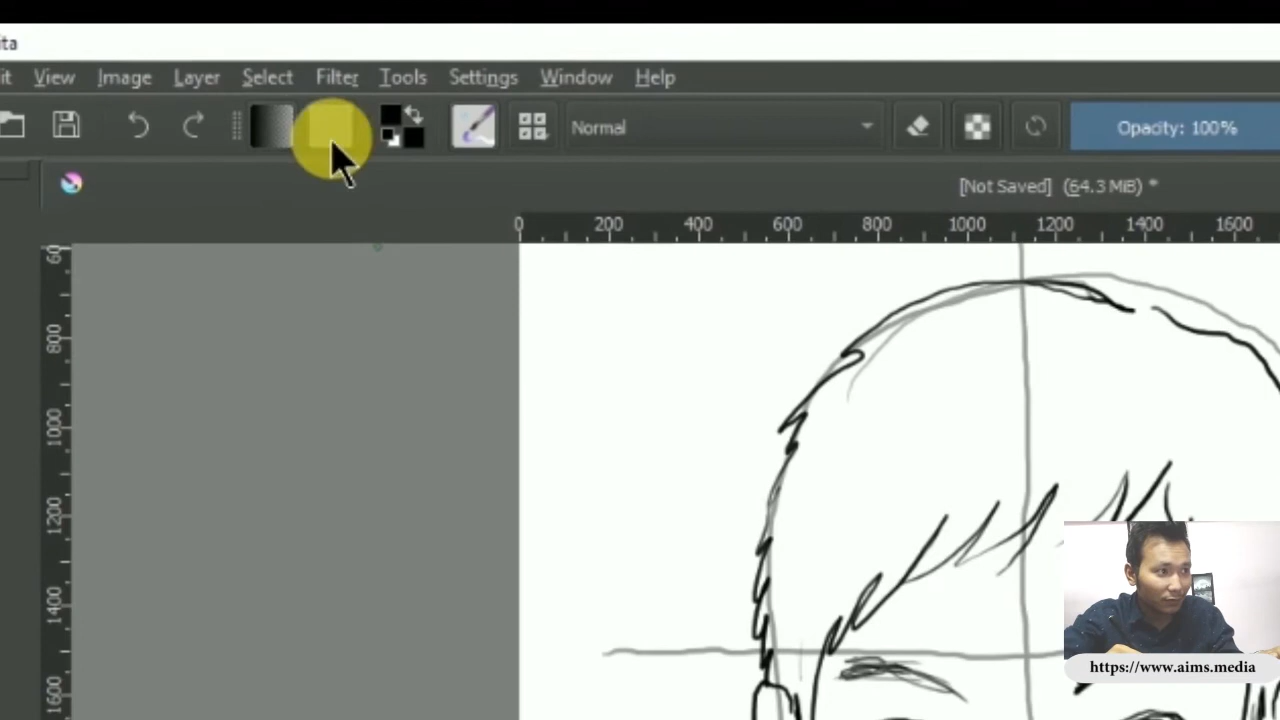 ita
it View Image Layer Select Filter Tools Settings Window Help
Normal Opacity: 100%
[Not Saved] (64.3 MiB) *
0 200 400 600 800 1000 1200 1400 1600
60
800
1000
1200
1400
1600
https://www.aims.media